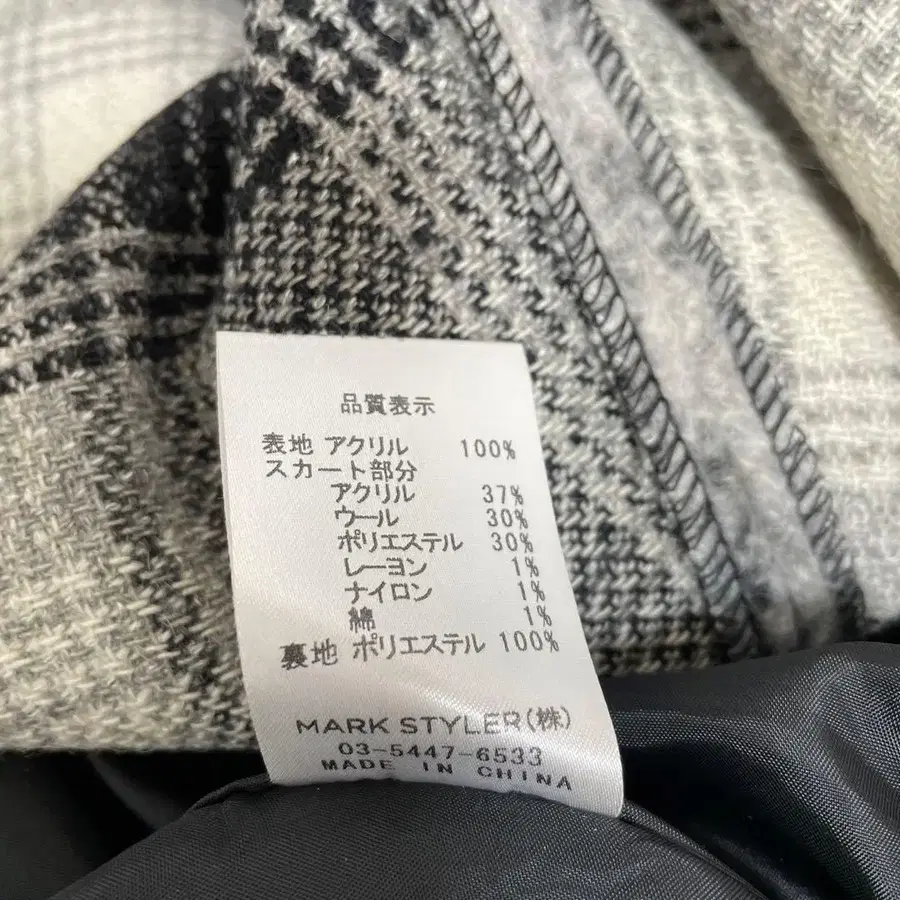 品質表示
表地 アクリル 100%
スカート部分
アクリル 37%
ウール 30%
ポリエステル 30%
レーヨン 1%
ナイロン 1%
綿 1%
裏地 ポリエステル 100%
MARK STYLER(株)
03-5447-6533
MADE IN CHINA